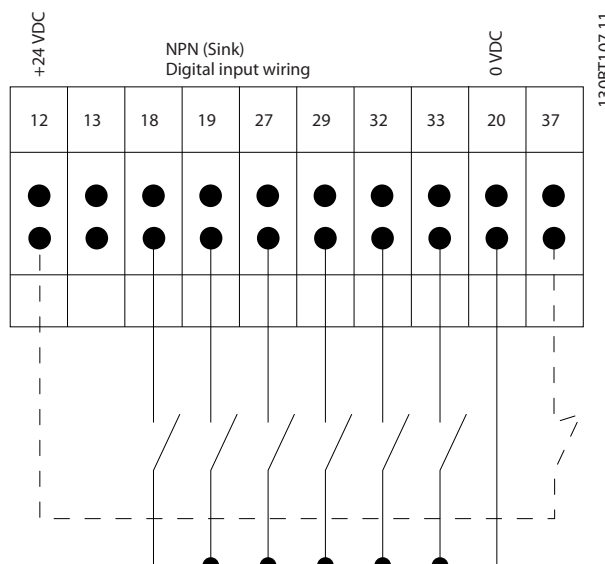 +24 VDC
NPN (Sink)
Digital input wiring
0 VDC
130BT107.11
12 13 18 19 27 29 32 33 20 37